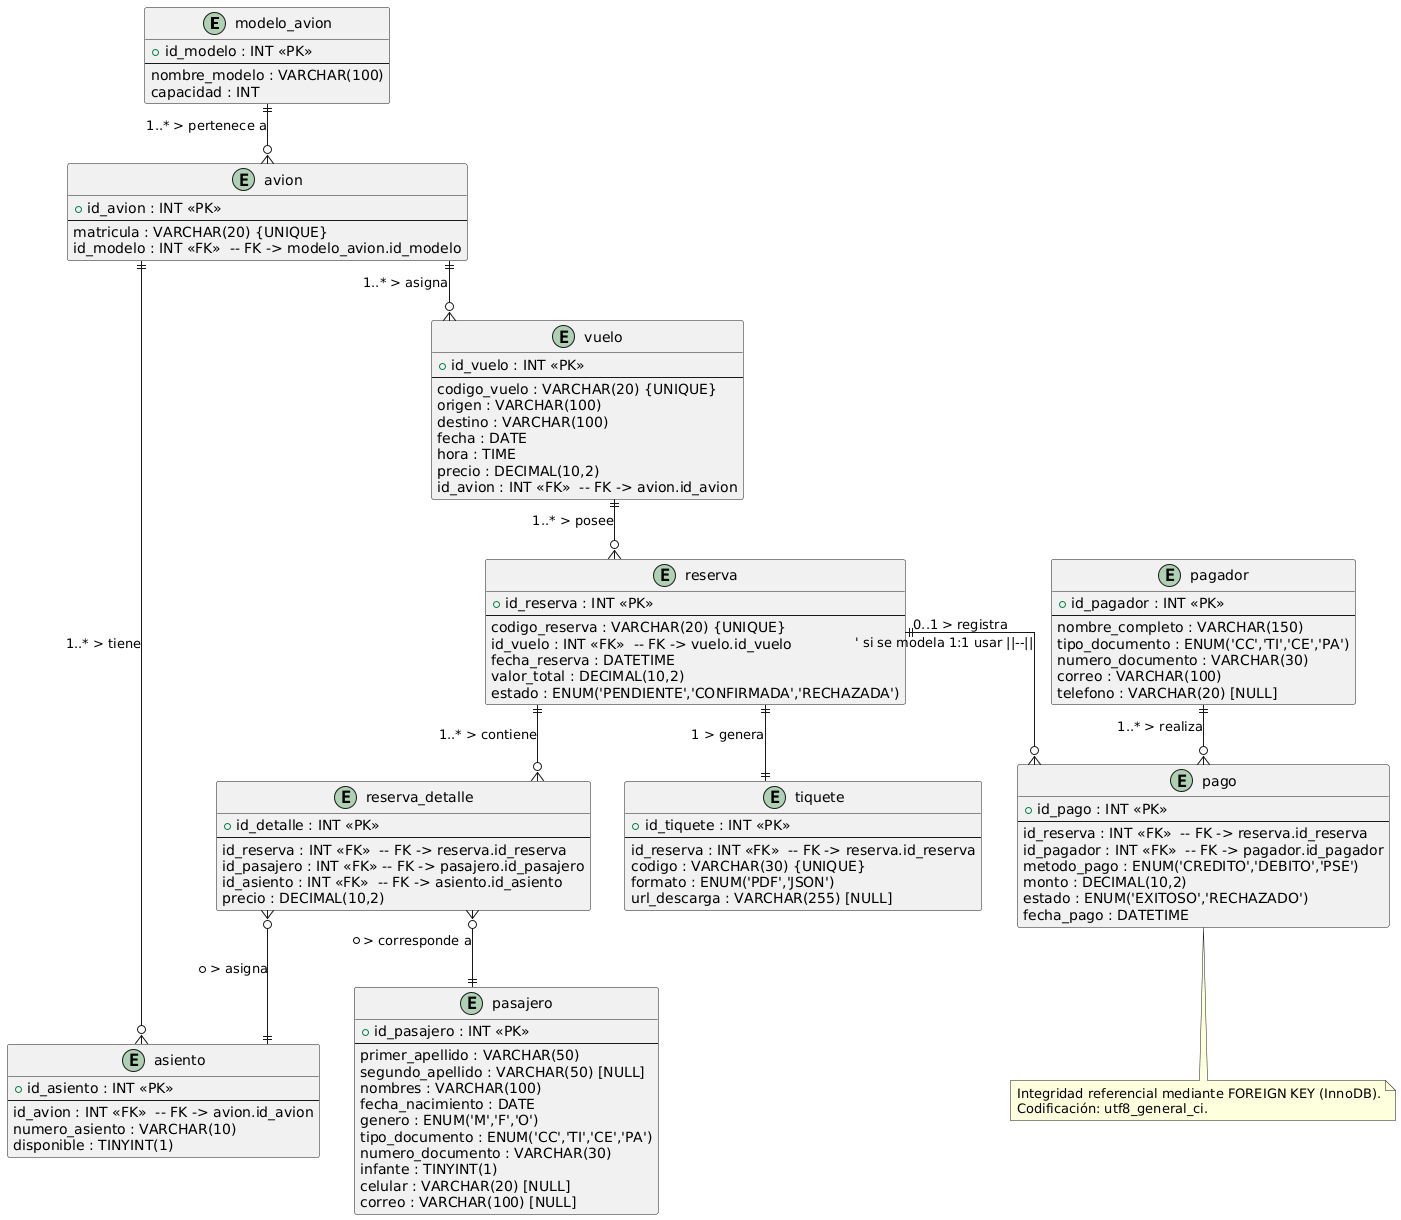 E modelo_avion
id_modelo : INT «PK»
nombre_modelo : VARCHAR(100)
capacidad : INT
1..* > pertenece a
E avion
id_avion : INT «PK»
matricula : VARCHAR(20) {UNIQUE}
id_modelo : INT «FK»  -- FK -> modelo_avion.id_modelo
1..* > asigna
E vuelo
id_vuelo : INT «PK»
codigo_vuelo : VARCHAR(20) {UNIQUE}
origen : VARCHAR(100)
destino : VARCHAR(100)
fecha : DATE
hora : TIME
precio : DECIMAL(10,2)
id_avion : INT «FK»  -- FK -> avion.id_avion
1..* > posee
1..* > tiene
E reserva
id_reserva : INT «PK»
codigo_reserva : VARCHAR(20) {UNIQUE}
id_vuelo : INT «FK»  -- FK -> vuelo.id_vuelo
fecha_reserva : DATETIME
valor_total : DECIMAL(10,2)
estado : ENUM('PENDIENTE','CONFIRMADA','RECHAZADA')
0..1 > registra
' si se modela 1:1 usar ||--||
E pagador
id_pagador : INT «PK»
nombre_completo : VARCHAR(150)
tipo_documento : ENUM('CC','TI','CE','PA')
numero_documento : VARCHAR(30)
correo : VARCHAR(100)
telefono : VARCHAR(20) [NULL]
1..* > contiene
1 > genera
1..* > realiza
E reserva_detalle
id_detalle : INT «PK»
id_reserva : INT «FK»  -- FK -> reserva.id_reserva
id_pasajero : INT «FK» -- FK -> pasajero.id_pasajero
id_asiento : INT «FK»  -- FK -> asiento.id_asiento
precio : DECIMAL(10,2)
E tiquete
id_tiquete : INT «PK»
id_reserva : INT «FK»  -- FK -> reserva.id_reserva
codigo : VARCHAR(30) {UNIQUE}
formato : ENUM('PDF','JSON')
url_descarga : VARCHAR(255) [NULL]
E pago
id_pago : INT «PK»
id_reserva : INT «FK»  -- FK -> reserva.id_reserva
id_pagador : INT «FK»  -- FK -> pagador.id_pagador
metodo_pago : ENUM('CREDITO','DEBITO','PSE')
monto : DECIMAL(10,2)
estado : ENUM('EXITOSO','RECHAZADO')
fecha_pago : DATETIME
> asigna
> corresponde a
E asiento
id_asiento : INT «PK»
id_avion : INT «FK»  -- FK -> avion.id_avion
numero_asiento : VARCHAR(10)
disponible : TINYINT(1)
E pasajero
id_pasajero : INT «PK»
primer_apellido : VARCHAR(50)
segundo_apellido : VARCHAR(50) [NULL]
nombres : VARCHAR(100)
fecha_nacimiento : DATE
genero : ENUM('M','F','O')
tipo_documento : ENUM('CC','TI','CE','PA')
numero_documento : VARCHAR(30)
infante : TINYINT(1)
celular : VARCHAR(20) [NULL]
correo : VARCHAR(100) [NULL]
Integridad referencial mediante FOREIGN KEY (InnoDB).
Codificación: utf8_general_ci.